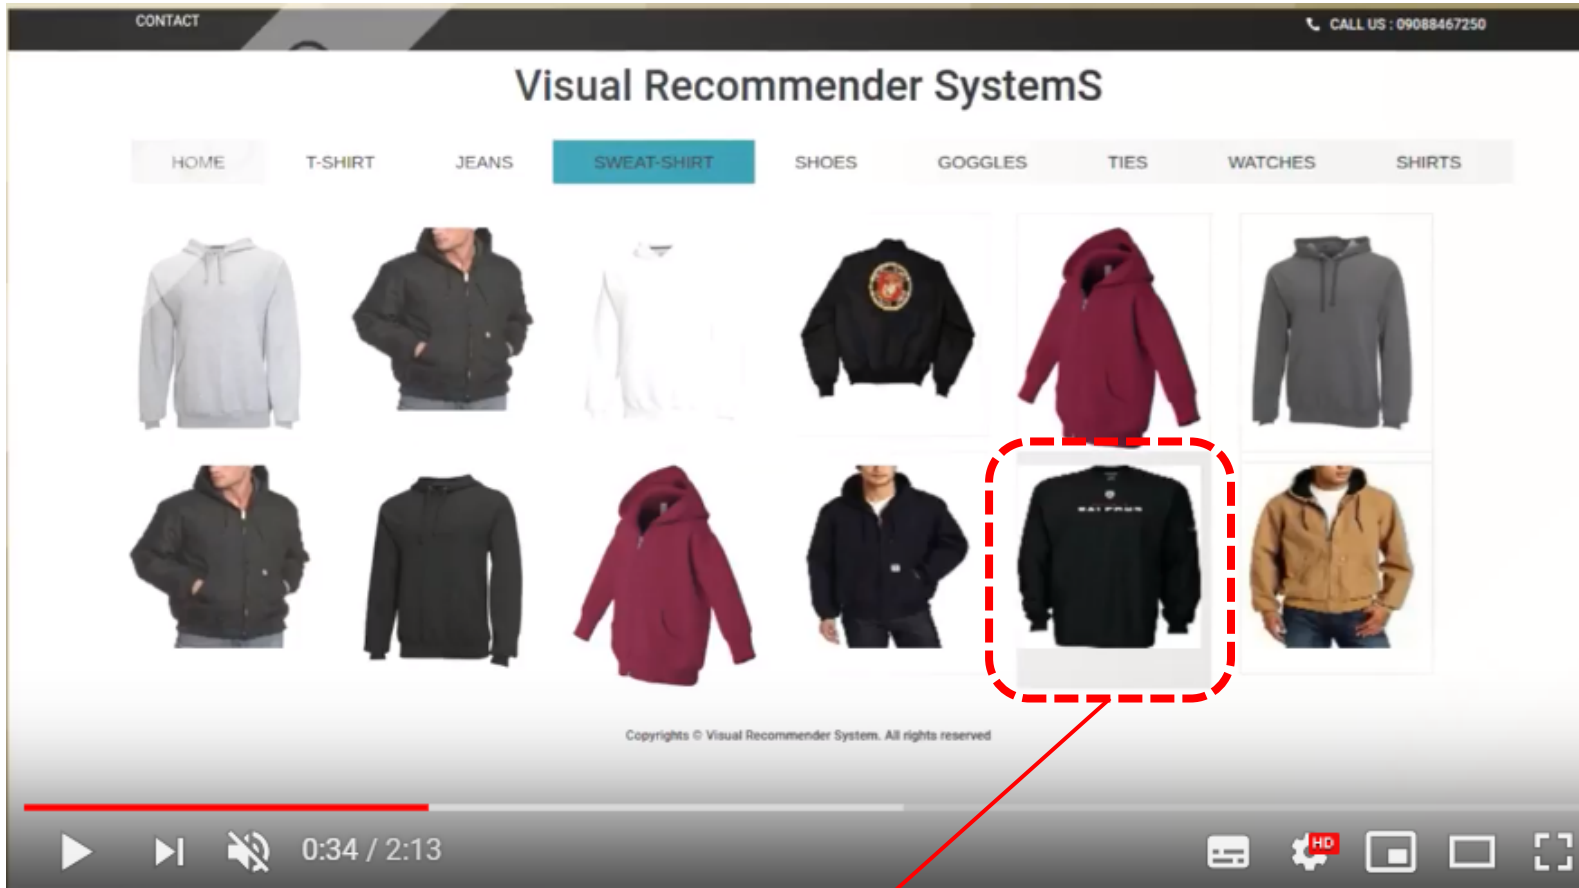 CONTACT
CALL US : 09088467250
Visual Recommender SystemS
HOME T-SHIRT JEANS SWEAT-SHIRT SHOES GOGGLES TIES WATCHES SHIRTS
Copyrights © Visual Recommender System. All rights reserved
0:34 / 2:13
HD